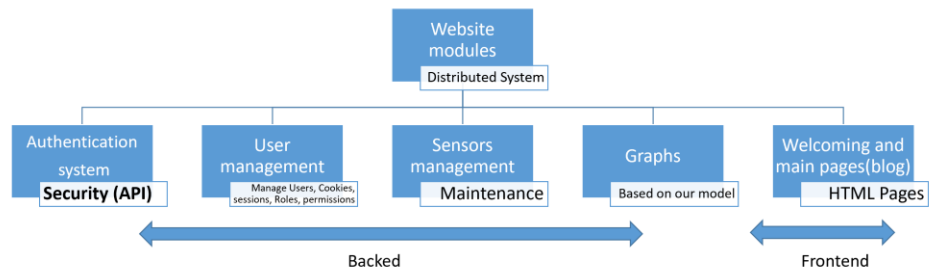 Website
modules
Distributed System
Authentication
system
Security (API)
User
management
Manage Users, Cookies,
sessions, Roles, permissions
Sensors
management
Maintenance
Graphs
Based on our model
Welcoming and
main pages(blog)
HTML Pages
Backed
Frontend